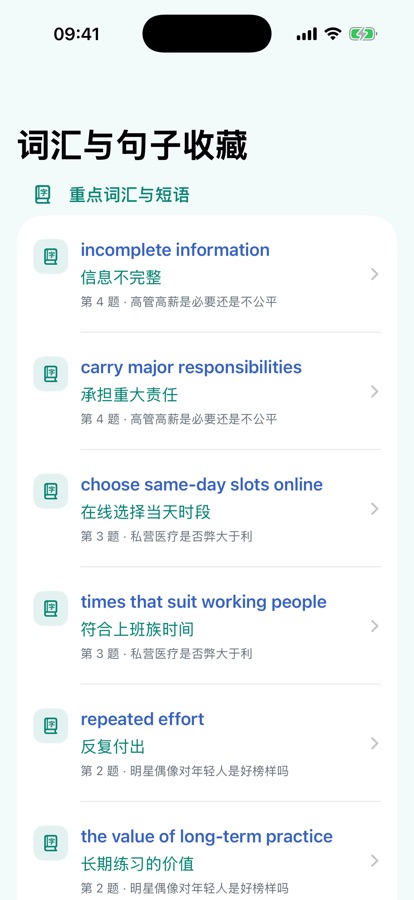 09:41
词汇与句子收藏
重点词汇与短语
incomplete information
信息不完整
第 4 题 · 高管高薪是必要还是不公平
carry major responsibilities
承担重大责任
第 4 题 · 高管高薪是必要还是不公平
choose same-day slots online
在线选择当天时段
第 3 题 · 私营医疗是否弊大于利
times that suit working people
符合上班族时间
第 3 题 · 私营医疗是否弊大于利
repeated effort
反复付出
第 2 题 · 明星偶像对年轻人是好榜样吗
the value of long-term practice
长期练习的价值
第 2 题 · 明星偶像对年轻人是好榜样吗